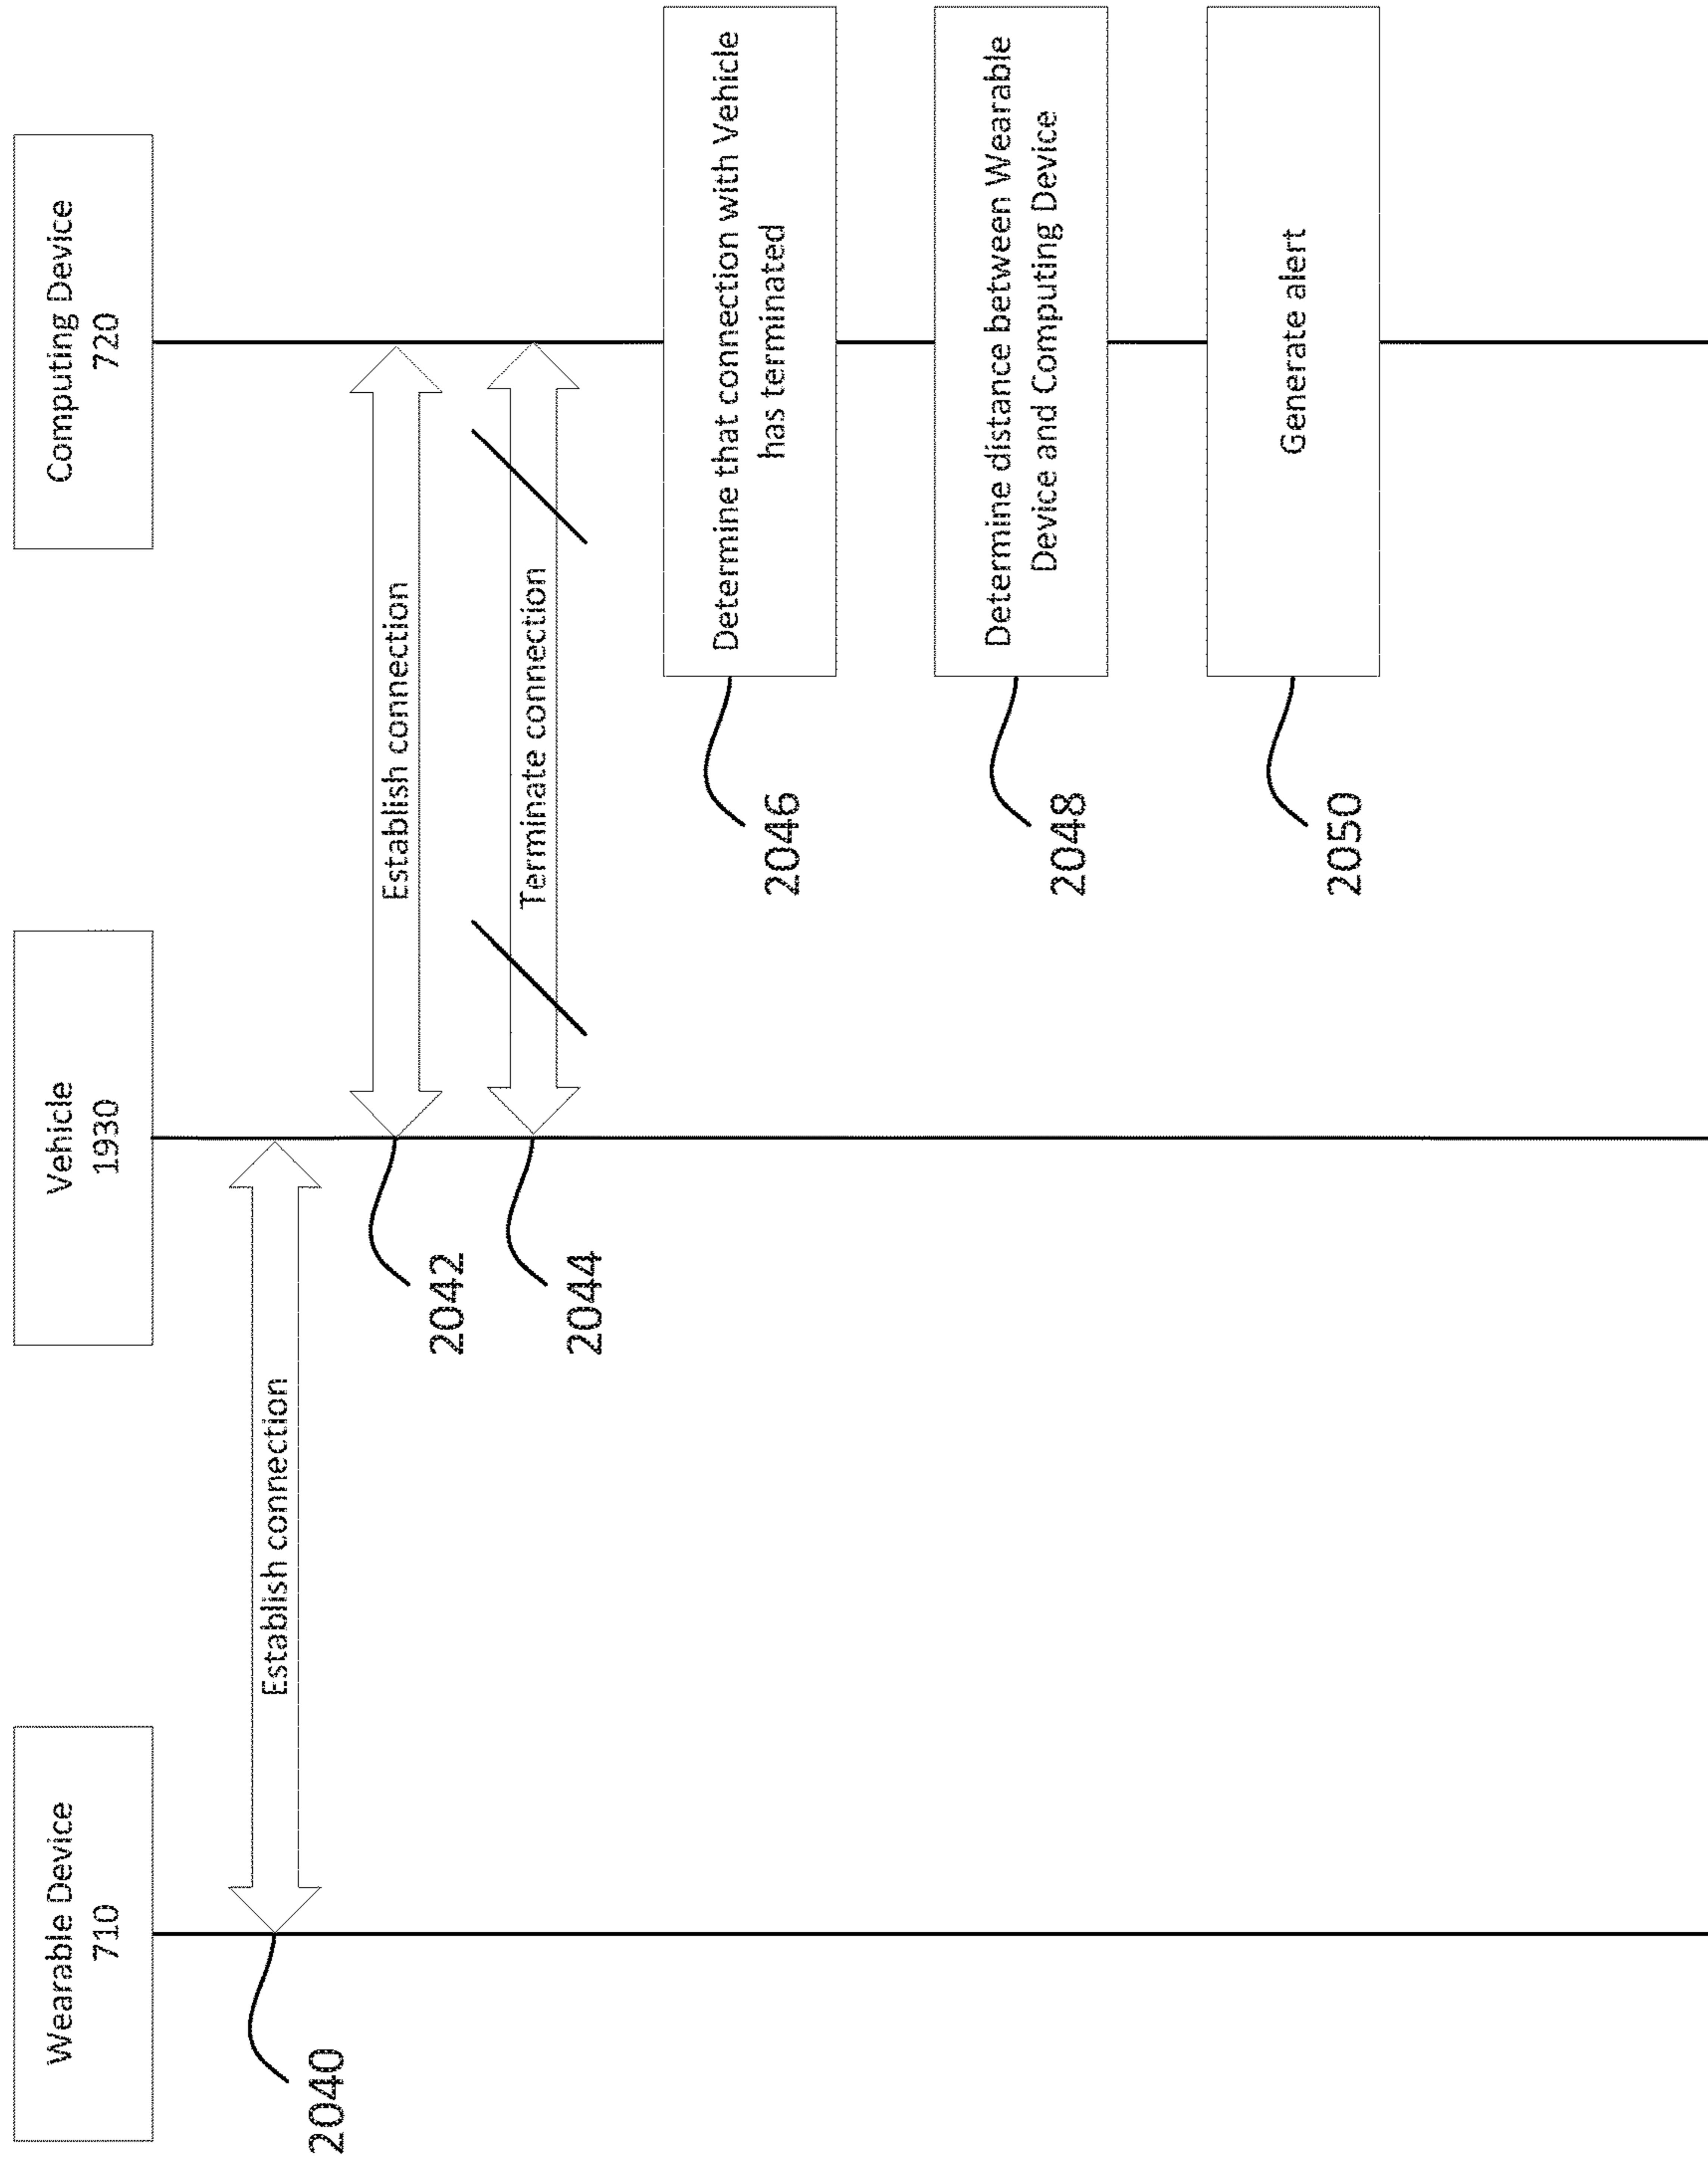 Wearable Device
710
Vehicle
1930
Computing Device
720
Establish connection
2040
Establish connection
2042
Terminate connection
2044
Determine that connection with Vehicle
has terminated
2046
Determine distance between Wearable
Device and Computing Device
2048
Generate alert
2050